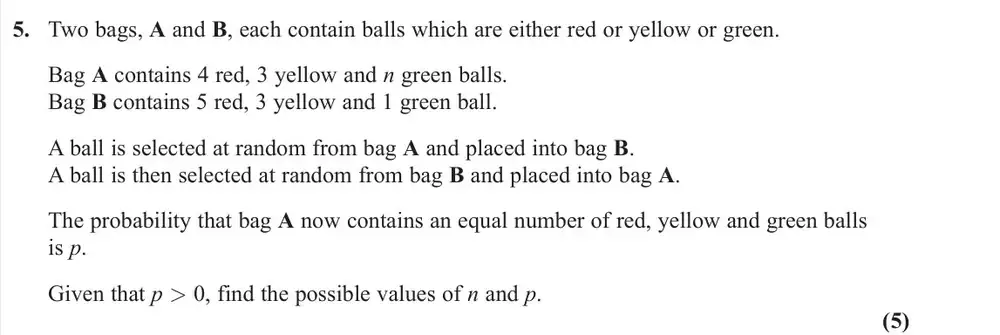 5. Two bags, A and B, each contain balls which are either red or yellow or green.
Bag A contains 4 red, 3 yellow and n green balls.
Bag B contains 5 red, 3 yellow and 1 green ball.
A ball is selected at random from bag A and placed into bag B.
A ball is then selected at random from bag B and placed into bag A.
The probability that bag A now contains an equal number of red, yellow and green balls
is p.
Given that p > 0, find the possible values of n and p.
(5)